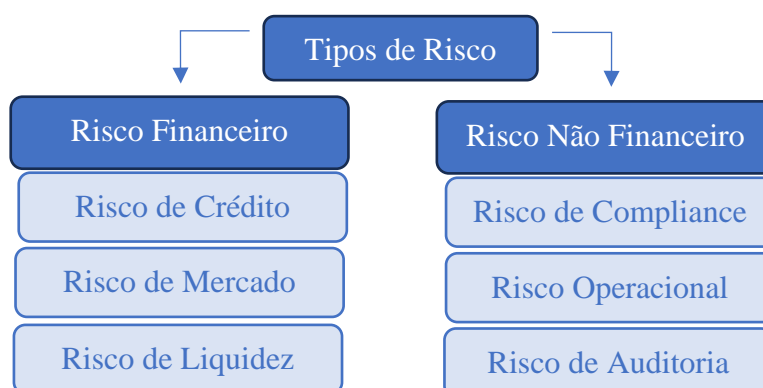 Tipos de Risco
Risco Financeiro
Risco de Crédito
Risco de Mercado
Risco de Liquidez
Risco Não Financeiro
Risco de Compliance
Risco Operacional
Risco de Auditoria